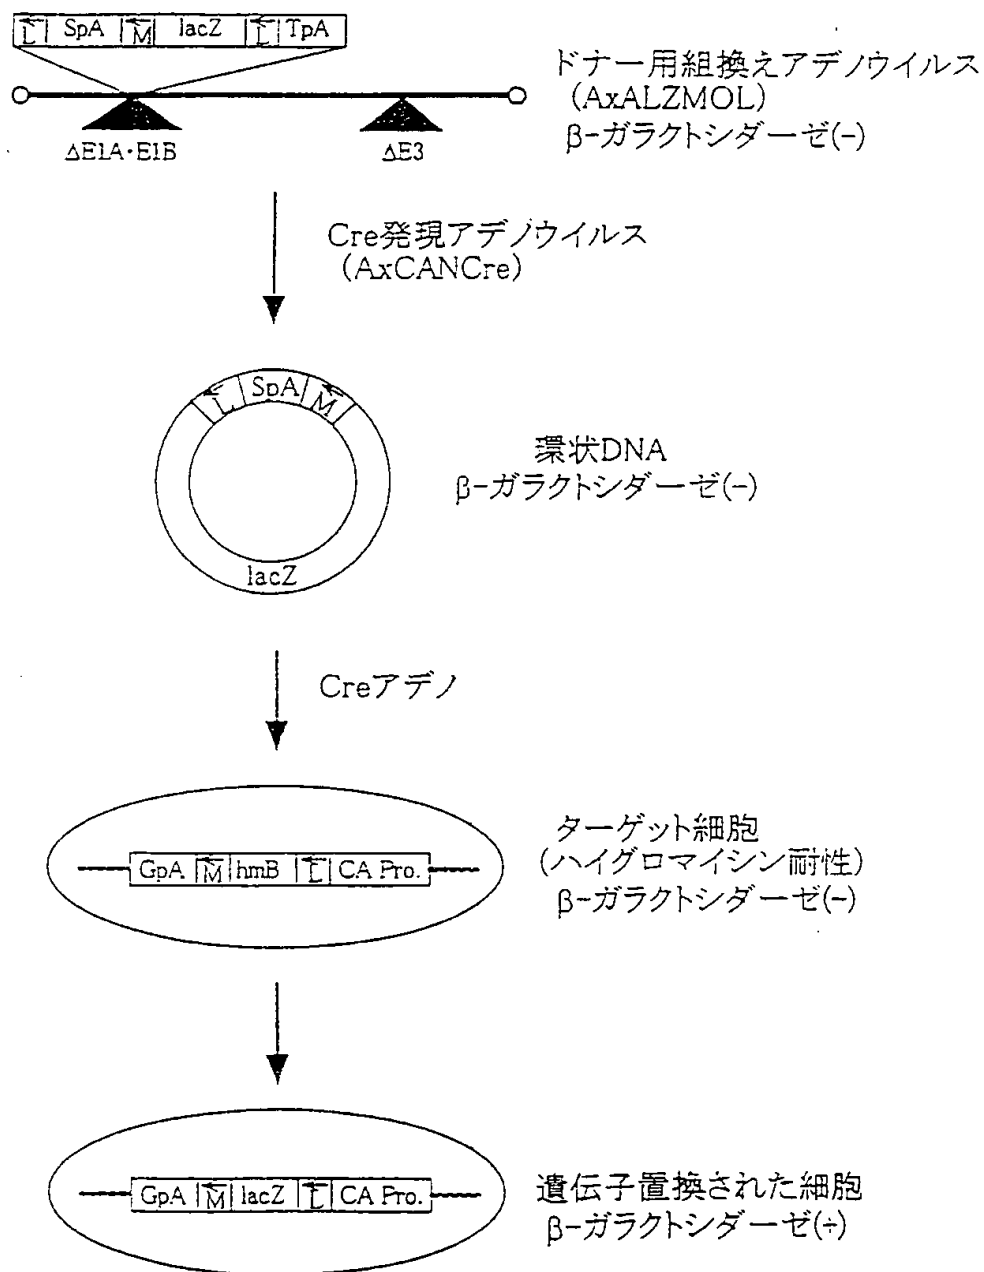 L SpA M lacZ L TpA
ドナー用組換えアデノウイルス
(AxALZMOL)
β-ガラクトシダーゼ(-)
ΔE1A・E1B
ΔE3
Cre発現アデノウイルス
(AxCANCre)
L SpA M
lacZ
環状DNA
β-ガラクトシダーゼ(-)
Creアデノ
GpA M hmB L CA Pro.
ターゲット細胞
(ハイグロマイシン耐性)
β-ガラクトシダーゼ(-)
GpA M lacZ L CA Pro.
遺伝子置換された細胞
β-ガラクトシダーゼ(+)